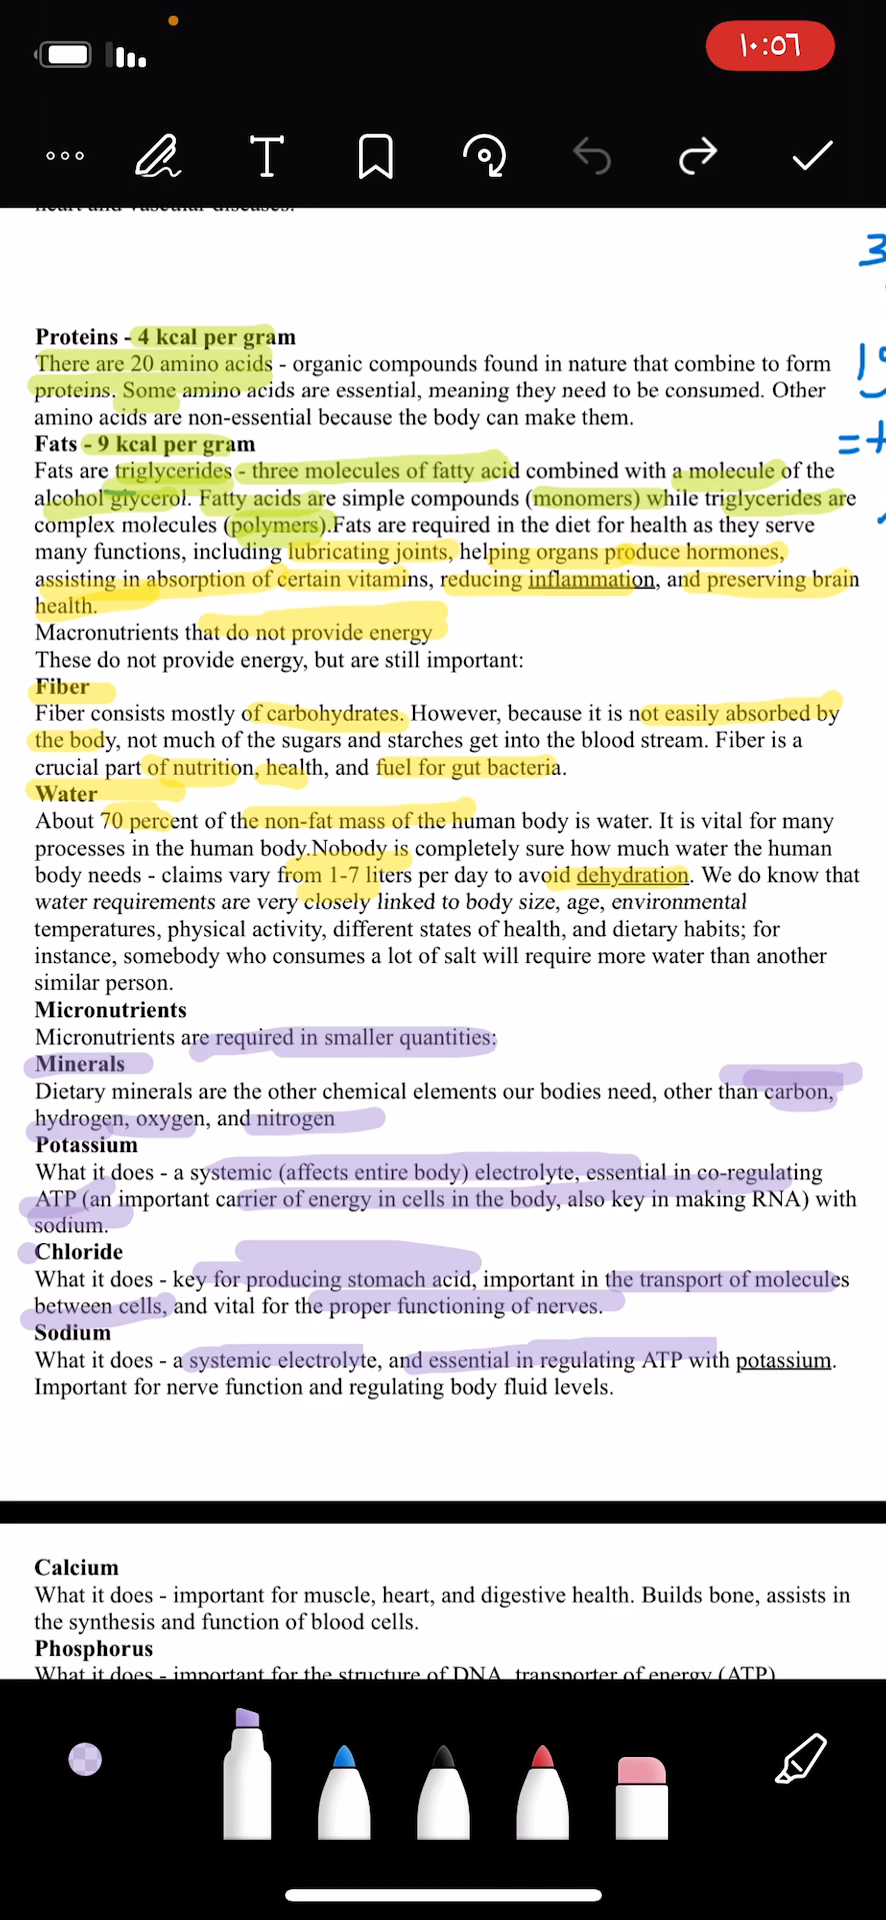 ١٠:٥٦
heart and vascular diseases.
3
Proteins - 4 kcal per gram
There are 20 amino acids - organic compounds found in nature that combine to form
proteins. Some amino acids are essential, meaning they need to be consumed. Other
amino acids are non-essential because the body can make them.
Fats - 9 kcal per gram
Fats are triglycerides - three molecules of fatty acid combined with a molecule of the
alcohol glycerol. Fatty acids are simple compounds (monomers) while triglycerides are
complex molecules (polymers).Fats are required in the diet for health as they serve
many functions, including lubricating joints, helping organs produce hormones,
assisting in absorption of certain vitamins, reducing inflammation, and preserving brain
health.
Macronutrients that do not provide energy
These do not provide energy, but are still important:
Fiber
Fiber consists mostly of carbohydrates. However, because it is not easily absorbed by
the body, not much of the sugars and starches get into the blood stream. Fiber is a
crucial part of nutrition, health, and fuel for gut bacteria.
Water
About 70 percent of the non-fat mass of the human body is water. It is vital for many
processes in the human body.Nobody is completely sure how much water the human
body needs - claims vary from 1-7 liters per day to avoid dehydration. We do know that
water requirements are very closely linked to body size, age, environmental
temperatures, physical activity, different states of health, and dietary habits; for
instance, somebody who consumes a lot of salt will require more water than another
similar person.
Micronutrients
Micronutrients are required in smaller quantities:
Minerals
Dietary minerals are the other chemical elements our bodies need, other than carbon,
hydrogen, oxygen, and nitrogen
Potassium
What it does - a systemic (affects entire body) electrolyte, essential in co-regulating
ATP (an important carrier of energy in cells in the body, also key in making RNA) with
sodium.
Chloride
What it does - key for producing stomach acid, important in the transport of molecules
between cells, and vital for the proper functioning of nerves.
Sodium
What it does - a systemic electrolyte, and essential in regulating ATP with potassium.
Important for nerve function and regulating body fluid levels.
Calcium
What it does - important for muscle, heart, and digestive health. Builds bone, assists in
the synthesis and function of blood cells.
Phosphorus
What it does - important for the structure of DNA, transporter of energy (ATP)